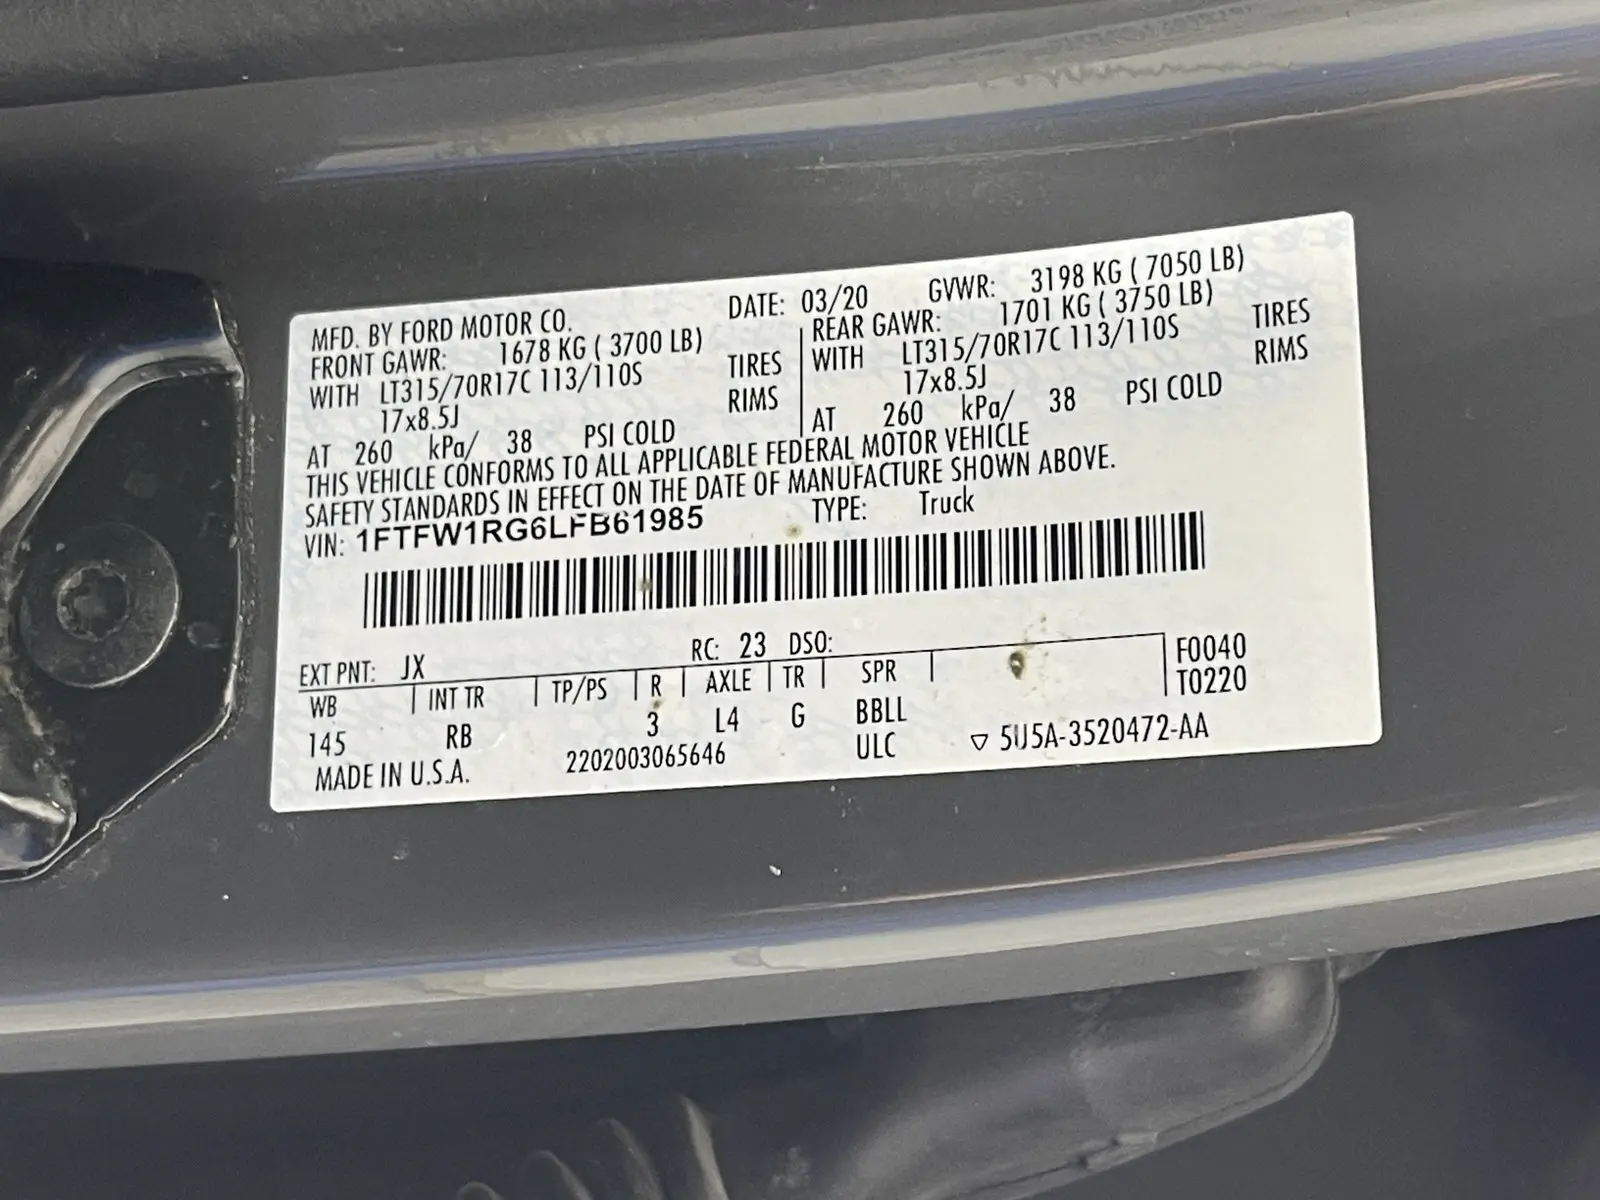 MFD. BY FORD MOTOR CO. DATE: 03/20 GVWR: 3198 KG ( 7050 LB)
FRONT GAWR: 1678 KG ( 3700 LB) REAR GAWR: 1701 KG ( 3750 LB)
WITH LT315/70R17C 113/110S TIRES WITH LT315/70R17C 113/110S TIRES
17x8.5J RIMS 17x8.5J RIMS
AT 260 kPa/ 38 PSI COLD AT 260 kPa/ 38 PSI COLD
THIS VEHICLE CONFORMS TO ALL APPLICABLE FEDERAL MOTOR VEHICLE
SAFETY STANDARDS IN EFFECT ON THE DATE OF MANUFACTURE SHOWN ABOVE.
VIN: 1FTFW1RG6LFB61985 TYPE: Truck
EXT PNT: JX RC: 23 DSO: F0040
WB INT TR TP/PS R AXLE TR SPR T0220
145 RB 3 L4 G BBLL
MADE IN U.S.A. 2202003065646 ULC ▽ 5U5A-3520472-AA